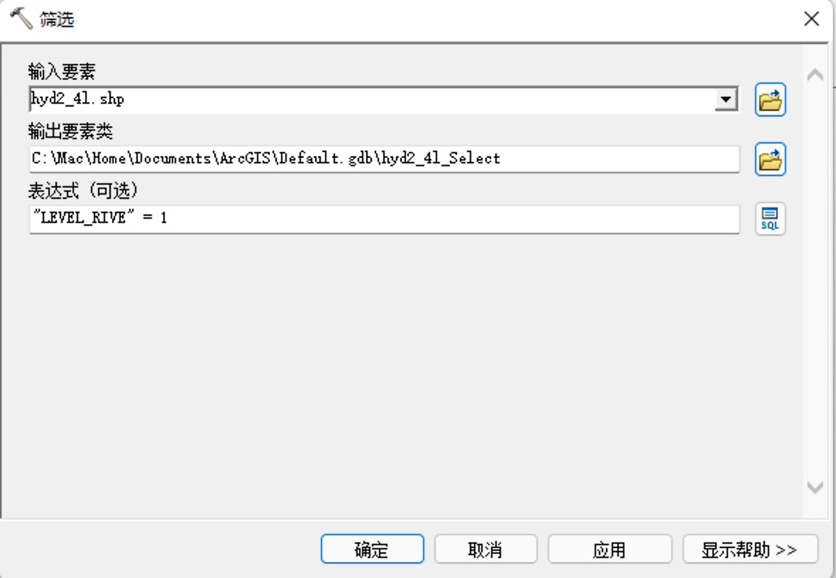 筛选
输入要素
hyd2_4l.shp
输出要素类
C:\Mac\Home\Documents\ArcGIS\Default.gdb\hyd2_4l_Select
表达式 (可选)
"LEVEL_RIVE" = 1
SQL
确定
取消
应用
显示帮助 >>